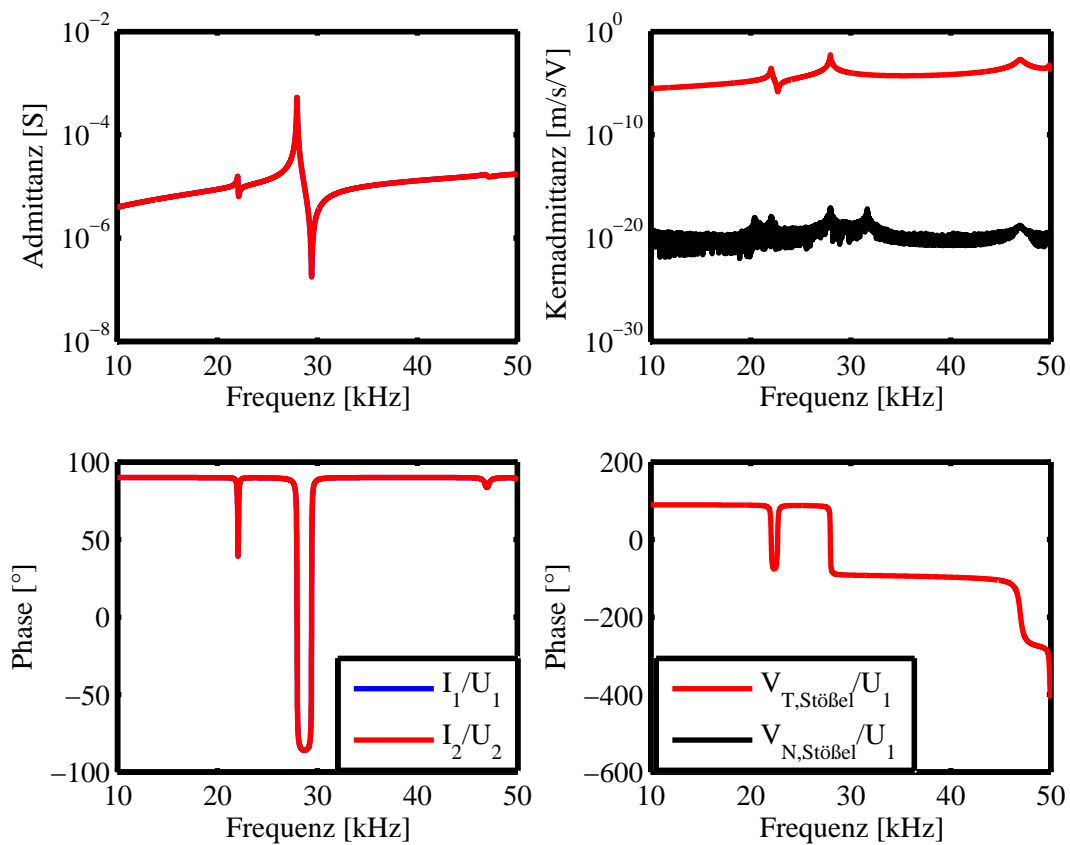 10^−2
10^−4
10^−6
10^−8
Admittanz [S]
10 20 30 40 50
Frequenz [kHz]
10^0
10^−10
10^−20
10^−30
Kernadmittanz [m/s/V]
10 20 30 40 50
Frequenz [kHz]
100
50
0
−50
−100
Phase [°]
I_1/U_1
I_2/U_2
10 20 30 40 50
Frequenz [kHz]
200
0
−200
−400
−600
Phase [°]
V_T,Stößel/U_1
V_N,Stößel/U_1
10 20 30 40 50
Frequenz [kHz]